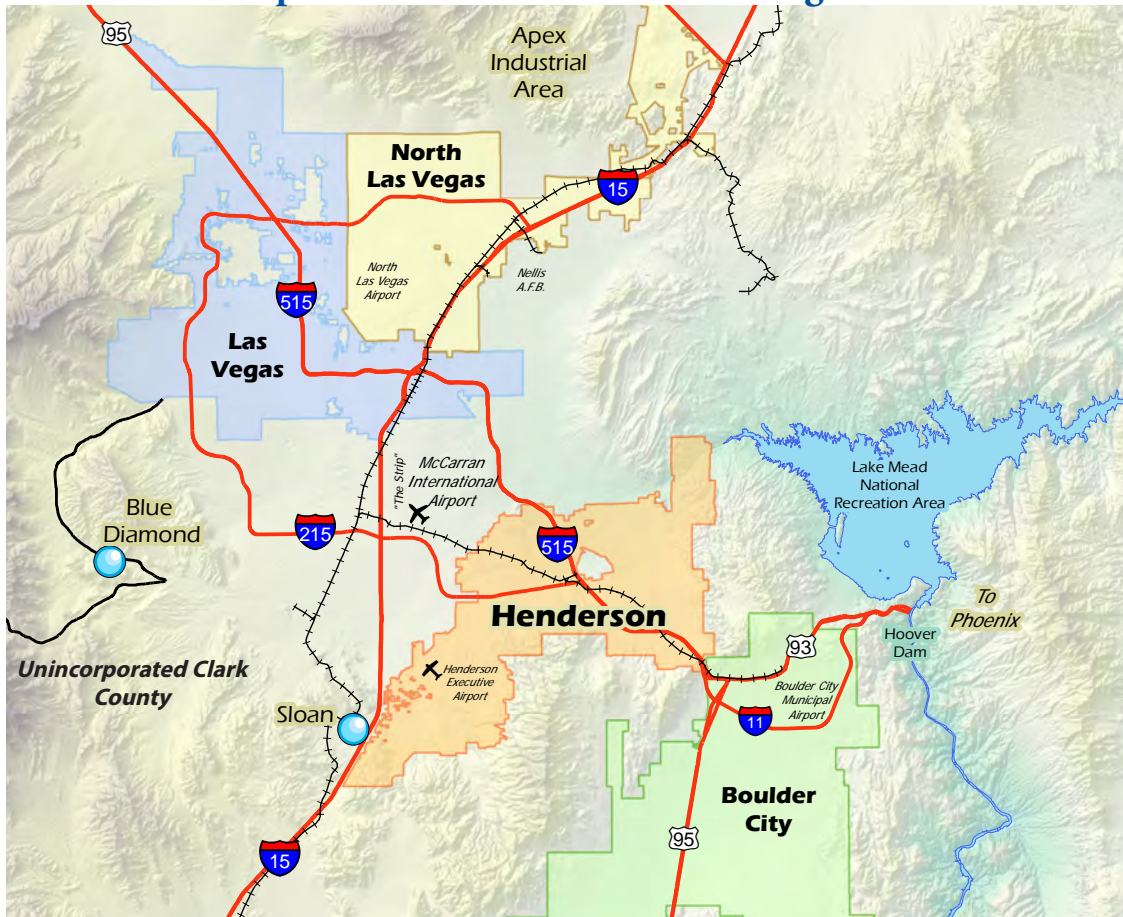 95
Apex
Industrial
Area
North
Las Vegas
15
North
Las Vegas
Airport
Nellis
A.F.B.
515
Las
Vegas
"The Strip"
McCarran
International
Airport
Lake Mead
National
Recreation Area
Blue
Diamond
215
515
Henderson
To
Phoenix
Hoover
Dam
93
Unincorporated Clark
County
Henderson
Executive
Airport
Boulder City
Municipal
Airport
Sloan
11
Boulder
City
95
15